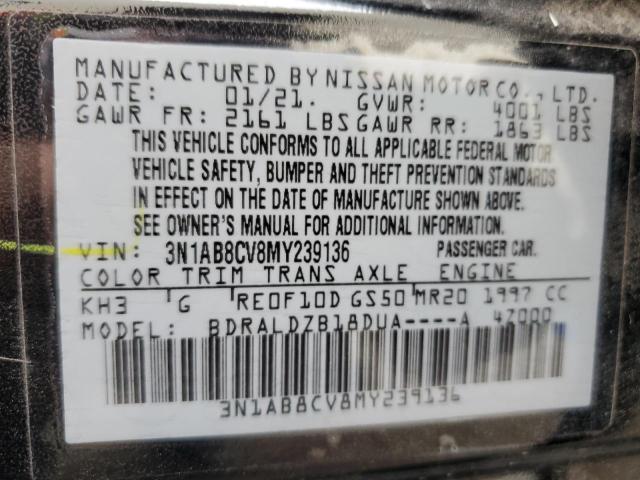 MANUFACTURED BY NISSAN MOTOR CO., LTD.
DATE: 01/21. GVWR: 4001 LBS
GAWR FR: 2161 LBS GAWR RR: 1863 LBS
THIS VEHICLE CONFORMS TO ALL APPLICABLE FEDERAL MOTOR
VEHICLE SAFETY, BUMPER AND THEFT PREVENTION STANDARDS
IN EFFECT ON THE DATE OF MANUFACTURE SHOWN ABOVE.
SEE OWNER'S MANUAL FOR ADDITIONAL INFORMATION.
VIN: 3N1AB8CV8MY239136 PASSENGER CAR.
COLOR TRIM TRANS AXLE ENGINE
KH3 G RE0F10D GS50 MR20 1997 CC
MODEL: BDRALDZB18DUA----A 47000
3N1AB8CV8MY239136